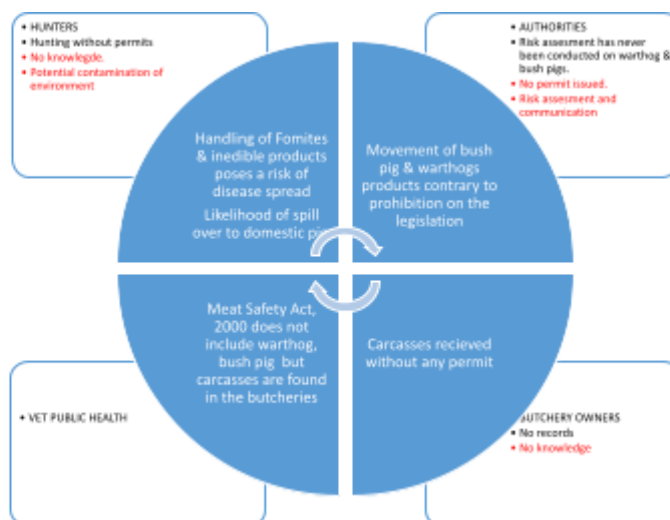 • HUNTERS
• Hunting without permits
• No knowlegde.
• Potential contamination of
environment
• AUTHORITIES
• Risk assesment has never
been conducted on warthog &
bush pigs.
• No permit issued.
• Risk assesment and
communication
Handling of Fomites
& inedible products
poses a risk of
disease spread
Likelihood of spill
over to domestic pig
Movement of bush
pig & warthogs
products contrary to
prohibition on the
legislation
Meat Safety Act,
2000 does not
include warthog,
bush pig but
carcasses are found
in the butcheries
Carcasses recieved
without any permit
• VET PUBLIC HEALTH
BUTCHERY OWNERS
• No records
• No knowledge